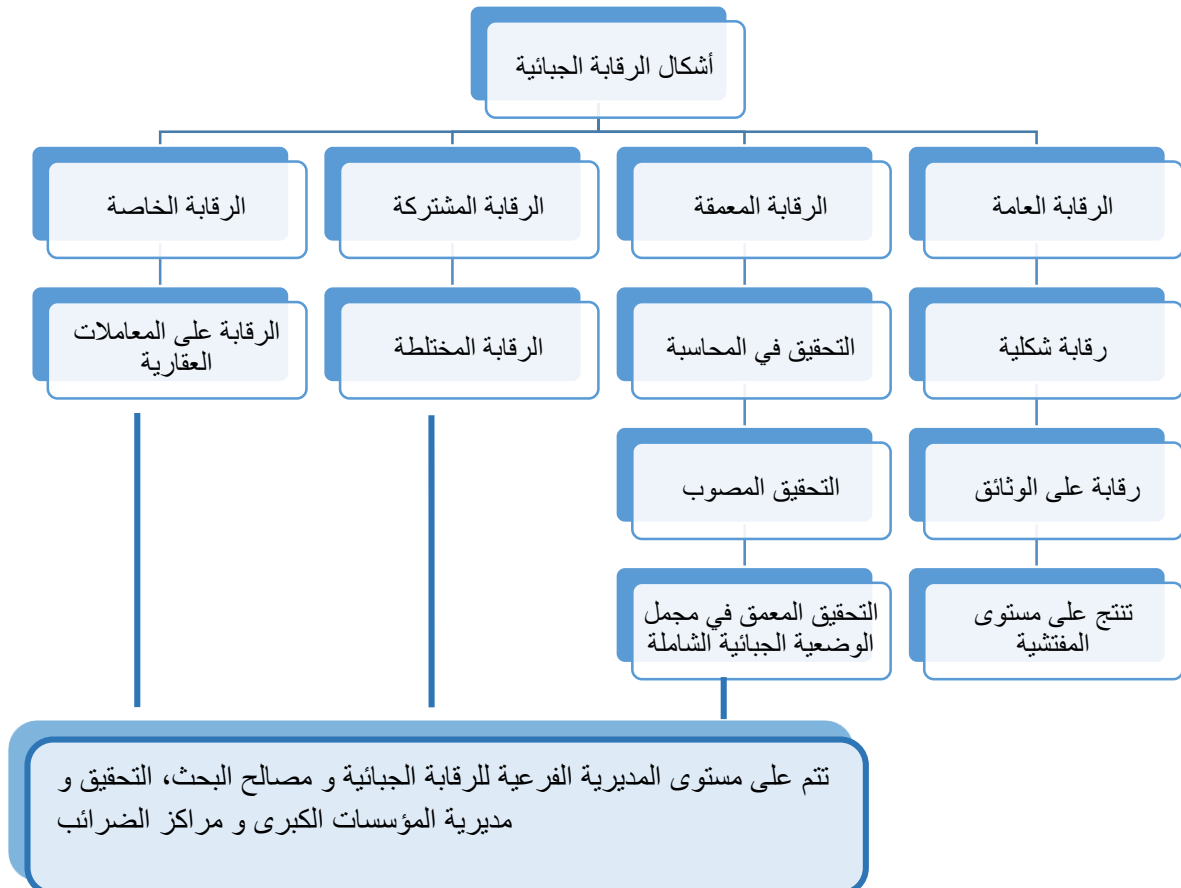 أشكال الرقابة الجبائية
الرقابة العامة
الرقابة المعمقة
الرقابة المشتركة
الرقابة الخاصة
رقابة شكلية
التحقيق في المحاسبة
الرقابة المختلطة
الرقابة على المعاملات
العقارية
رقابة على الوثائق
التحقيق المصوب
تنتج على مستوى
المفتشية
التحقيق المعمق في مجمل
الوضعية الجبائية الشاملة
تتم على مستوى المديرية الفرعية للرقابة الجبائية و مصالح البحث، التحقيق و
مديرية المؤسسات الكبرى و مراكز الضرائب